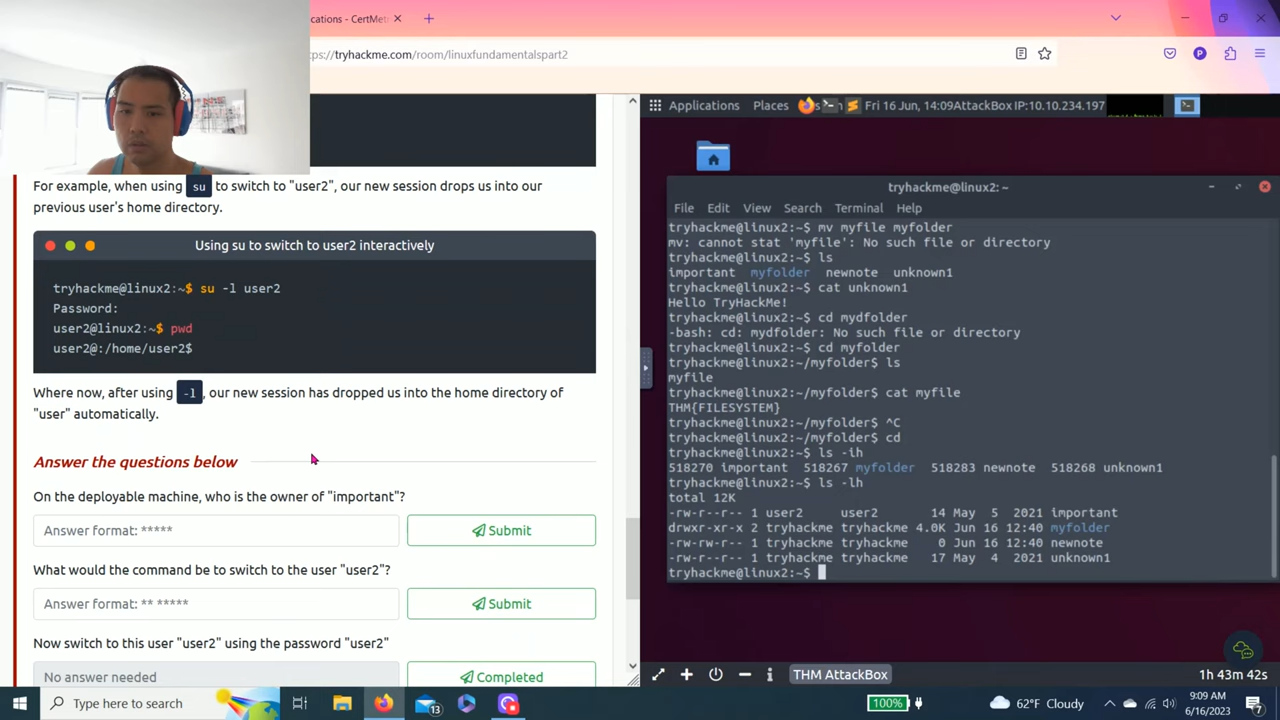 cations - CertMetr
tps://tryhackme.com/room/linuxfundamentalspart2
For example, when using su to switch to "user2", our new session drops us into our
previous user's home directory.
Using su to switch to user2 interactively
tryhackme@linux2:~$ su -l user2
Password:
user2@linux2:~$ pwd
user2@:/home/user2$
Where now, after using -l, our new session has dropped us into the home directory of
"user" automatically.
Answer the questions below
On the deployable machine, who is the owner of "important"?
Answer format: *****
Submit
What would the command be to switch to the user "user2"?
Answer format: ** *****
Submit
Now switch to this user "user2" using the password "user2"
No answer needed
Completed
Applications Places Fri 16 Jun, 14:09 AttackBox IP:10.10.234.197
tryhackme@linux2: ~
File Edit View Search Terminal Help
tryhackme@linux2:~$ mv myfile myfolder
mv: cannot stat 'myfile': No such file or directory
tryhackme@linux2:~$ ls
important myfolder newnote unknown1
tryhackme@linux2:~$ cat unknown1
Hello TryHackMe!
tryhackme@linux2:~$ cd mydfolder
-bash: cd: mydfolder: No such file or directory
tryhackme@linux2:~$ cd myfolder
tryhackme@linux2:~/myfolder$ ls
myfile
tryhackme@linux2:~/myfolder$ cat myfile
THM{FILESYSTEM}
tryhackme@linux2:~/myfolder$ ^C
tryhackme@linux2:~/myfolder$ cd
tryhackme@linux2:~$ ls -ih
518270 important 518267 myfolder 518283 newnote 518268 unknown1
tryhackme@linux2:~$ ls -lh
total 12K
-rw-r--r-- 1 user2 user2 14 May 5 2021 important
drwxr-xr-x 2 tryhackme tryhackme 4.0K Jun 16 12:40 myfolder
-rw-rw-r-- 1 tryhackme tryhackme 0 Jun 16 12:40 newnote
-rw-r--r-- 1 tryhackme tryhackme 17 May 4 2021 unknown1
tryhackme@linux2:~$
THM AttackBox
1h 43m 42s
Type here to search
13
100%
62°F Cloudy
9:09 AM
6/16/2023
7